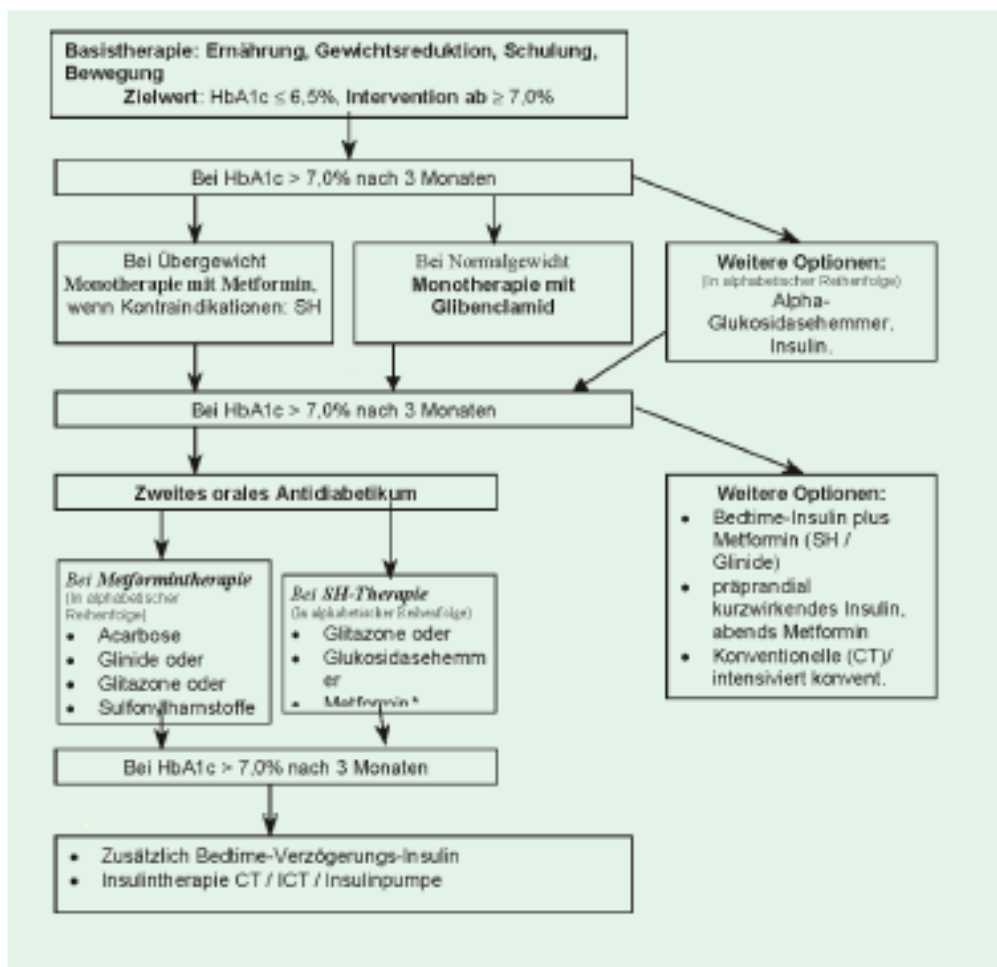 Basistherapie: Ernährung, Gewichtsreduktion, Schulung,
Bewegung
Zielwert: HbA1c ≤ 6,5%, Intervention ab ≥ 7,0%
Bei HbA1c > 7,0% nach 3 Monaten
Bei Übergewicht
Monotherapie mit Metformin,
wenn Kontraindikationen: SH
Bei Normalgewicht
Monotherapie mit
Glibenclamid
Weitere Optionen:
(In alphabetischer Reihenfolge)
Alpha-
Glukosidasehemmer,
Insulin.
Bei HbA1c > 7,0% nach 3 Monaten
Zweites orales Antidiabetikum
Bei Metformintherapie
(In alphabetischer
Reihenfolge)
• Acarbose
• Glinide oder
• Glitazone oder
• Sulfonylharnstoffe
Bei SH-Therapie
(In alphabetischer Reihenfolge)
• Glitazone oder
• Glukosidasehemm
er
• Metformin*
Weitere Optionen:
• Bedtime-Insulin plus
Metformin (SH /
Glinide)
• präprandial
kurzwirkendes Insulin,
abends Metformin
• Konventionelle (CT)/
intensiviert konvent.
Bei HbA1c > 7,0% nach 3 Monaten
• Zusätzlich Bedtime-Verzögerungs-Insulin
• Insulintherapie CT / ICT / Insulinpumpe